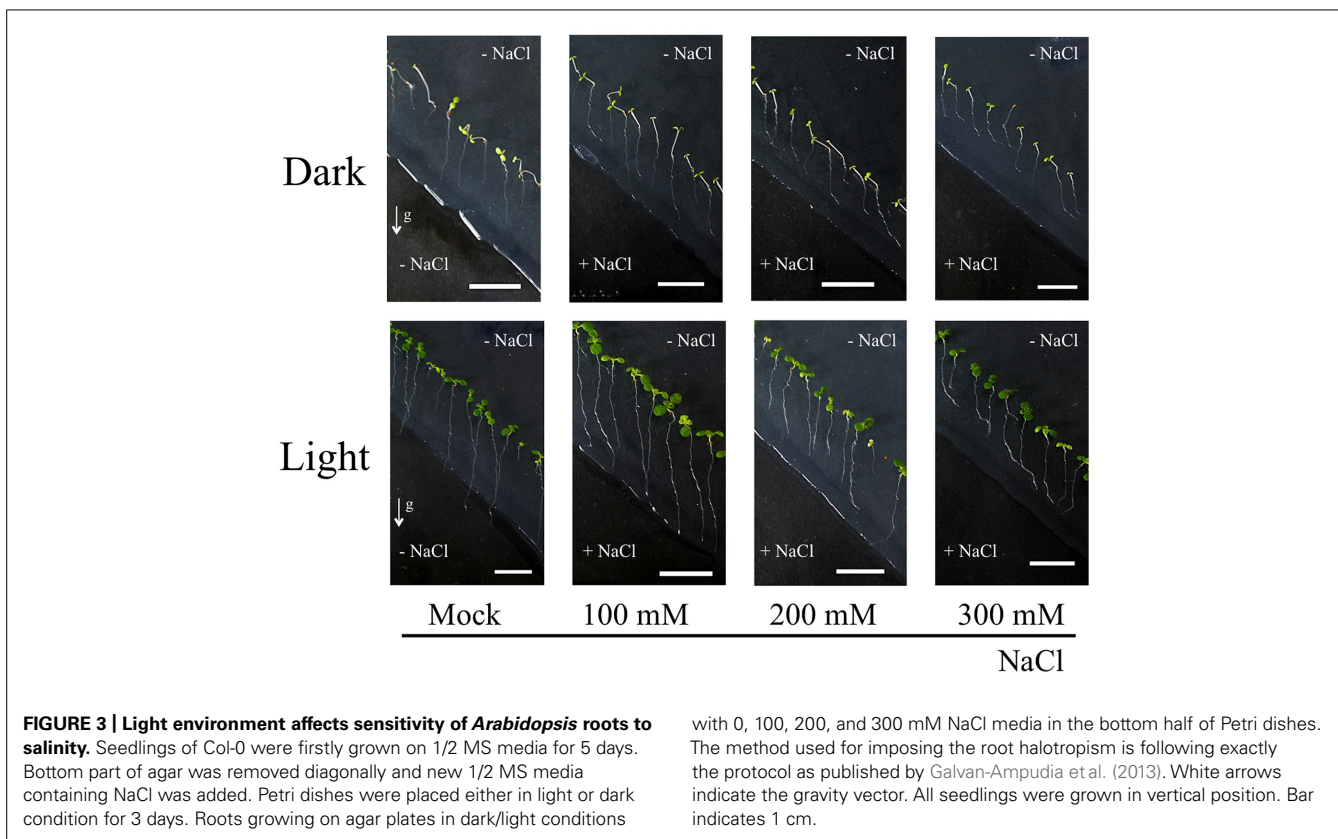 - NaCl
- NaCl
- NaCl
- NaCl
Dark
g
- NaCl
+ NaCl
+ NaCl
+ NaCl
- NaCl
- NaCl
- NaCl
- NaCl
Light
g
- NaCl
+ NaCl
+ NaCl
+ NaCl
Mock
100 mM
200 mM
300 mM
NaCl
FIGURE 3 | Light environment affects sensitivity of Arabidopsis roots to
salinity. Seedlings of Col-0 were firstly grown on 1/2 MS media for 5 days.
Bottom part of agar was removed diagonally and new 1/2 MS media
containing NaCl was added. Petri dishes were placed either in light or dark
condition for 3 days. Roots growing on agar plates in dark/light conditions
with 0, 100, 200, and 300 mM NaCl media in the bottom half of Petri dishes.
The method used for imposing the root halotropism is following exactly
the protocol as published by Galvan-Ampudia et al. (2013). White arrows
indicate the gravity vector. All seedlings were grown in vertical position. Bar
indicates 1 cm.